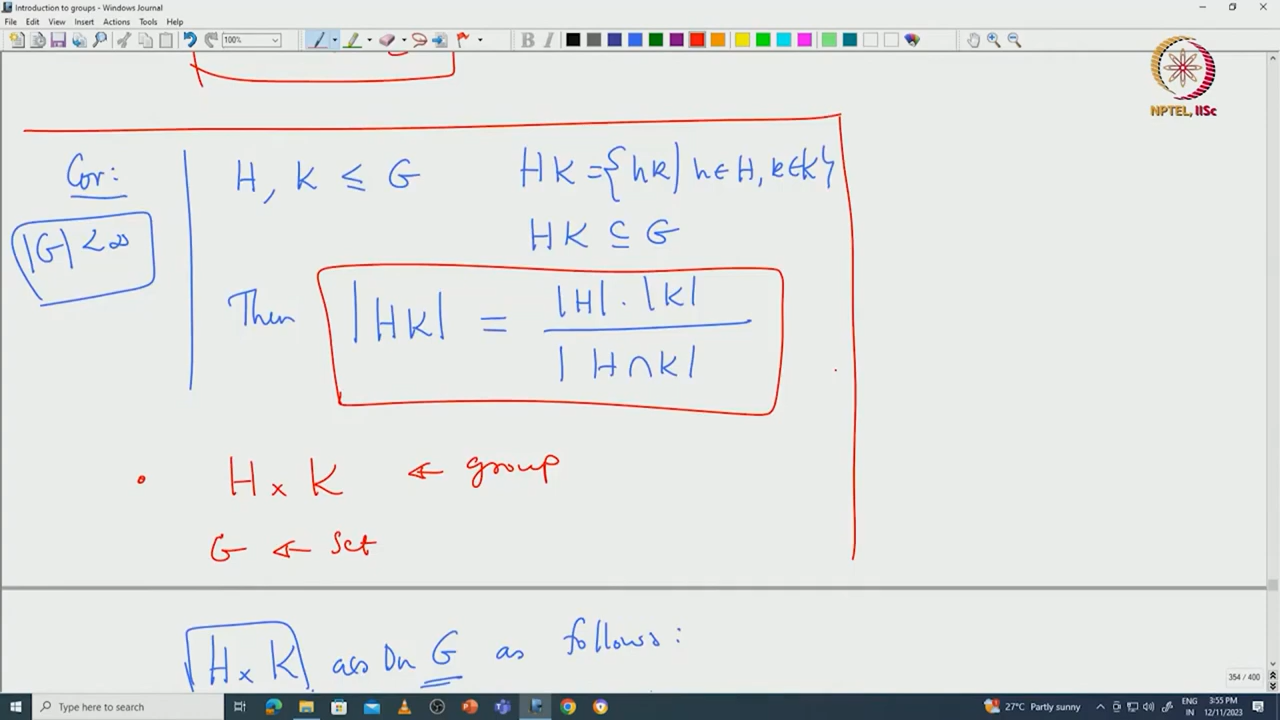 Introduction to groups - Windows Journal
File Edit View Insert Actions Tools Help
100%
B I
NPTEL, IISc
Cor: H, K ≤ G HK = {hk | h ∈ H, k ∈ K}
|G| < ∞ HK ⊆ G
Then |HK| = |H| · |K| / |H ∩ K|
• H × K ← group
G ← Set
H × K acts on G as follows:
354 / 400
Type here to search
27°C Partly sunny
ENG
IN
3:55 PM
12/11/2023